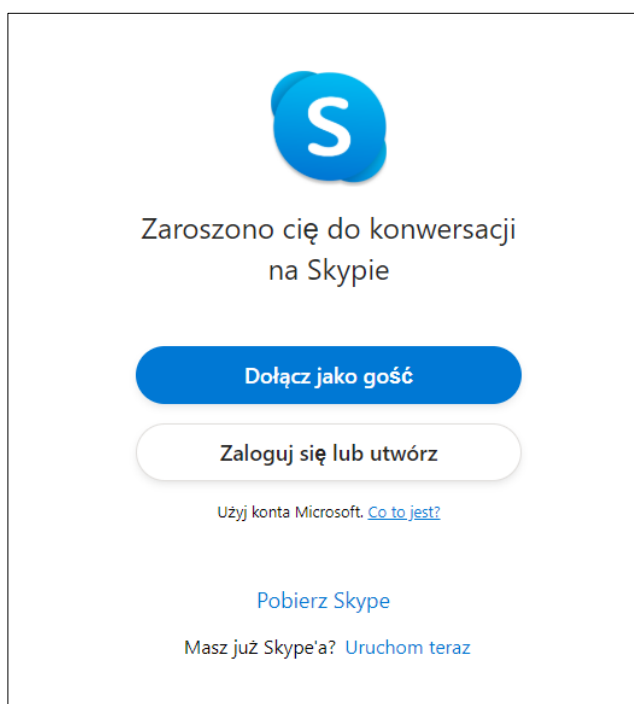 S
Zaroszono cię do konwersacji
na Skypie
Dołącz jako gość
Zaloguj się lub utwórz
Użyj konta Microsoft. Co to jest?
Pobierz Skype
Masz już Skype'a? Uruchom teraz